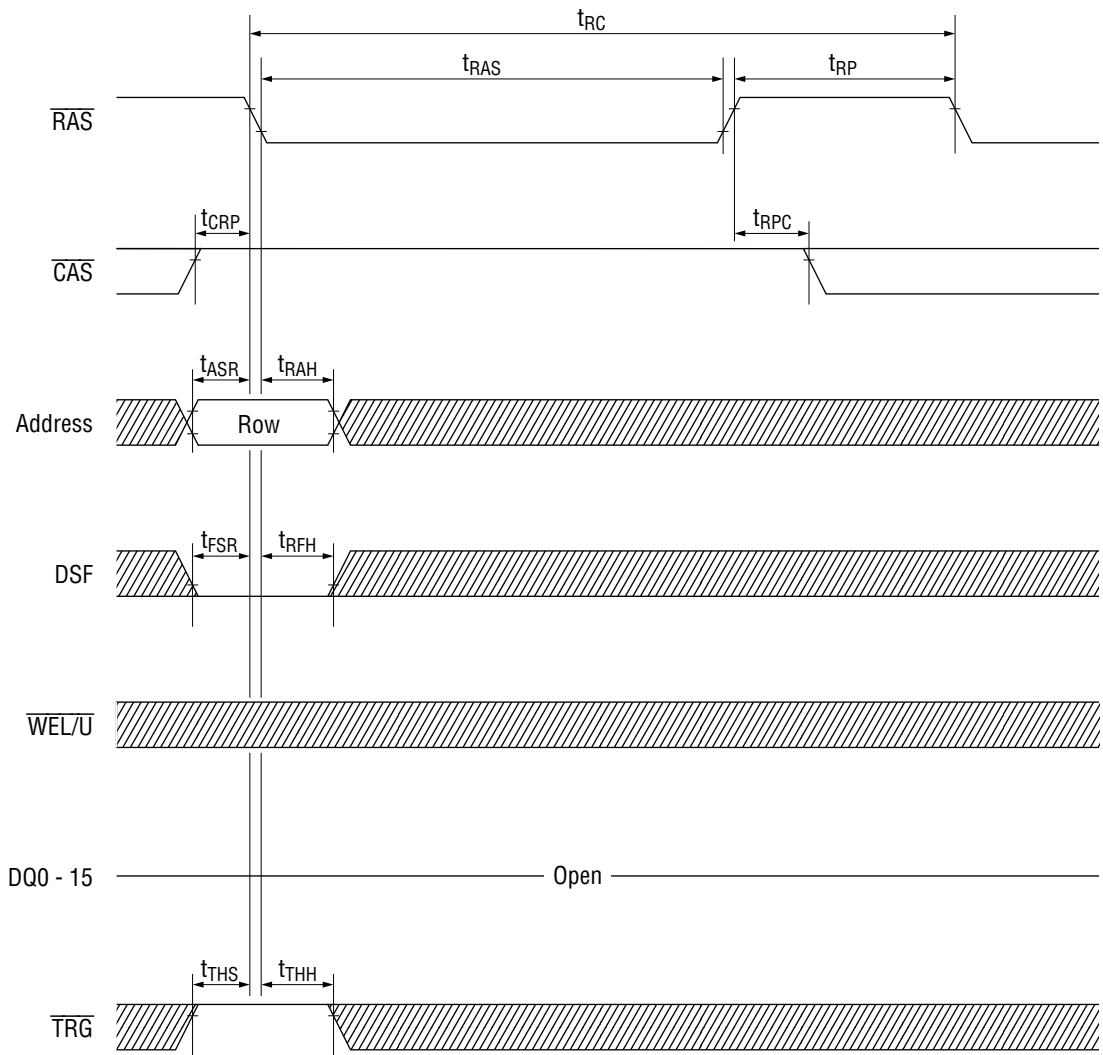 tRC
tRAS
tRP
RAS
tCRP
tRPC
CAS
tASR
tRAH
Address
Row
tFSR
tRFH
DSF
WEL/U
DQ0 - 15
Open
tTHS
tTHH
TRG